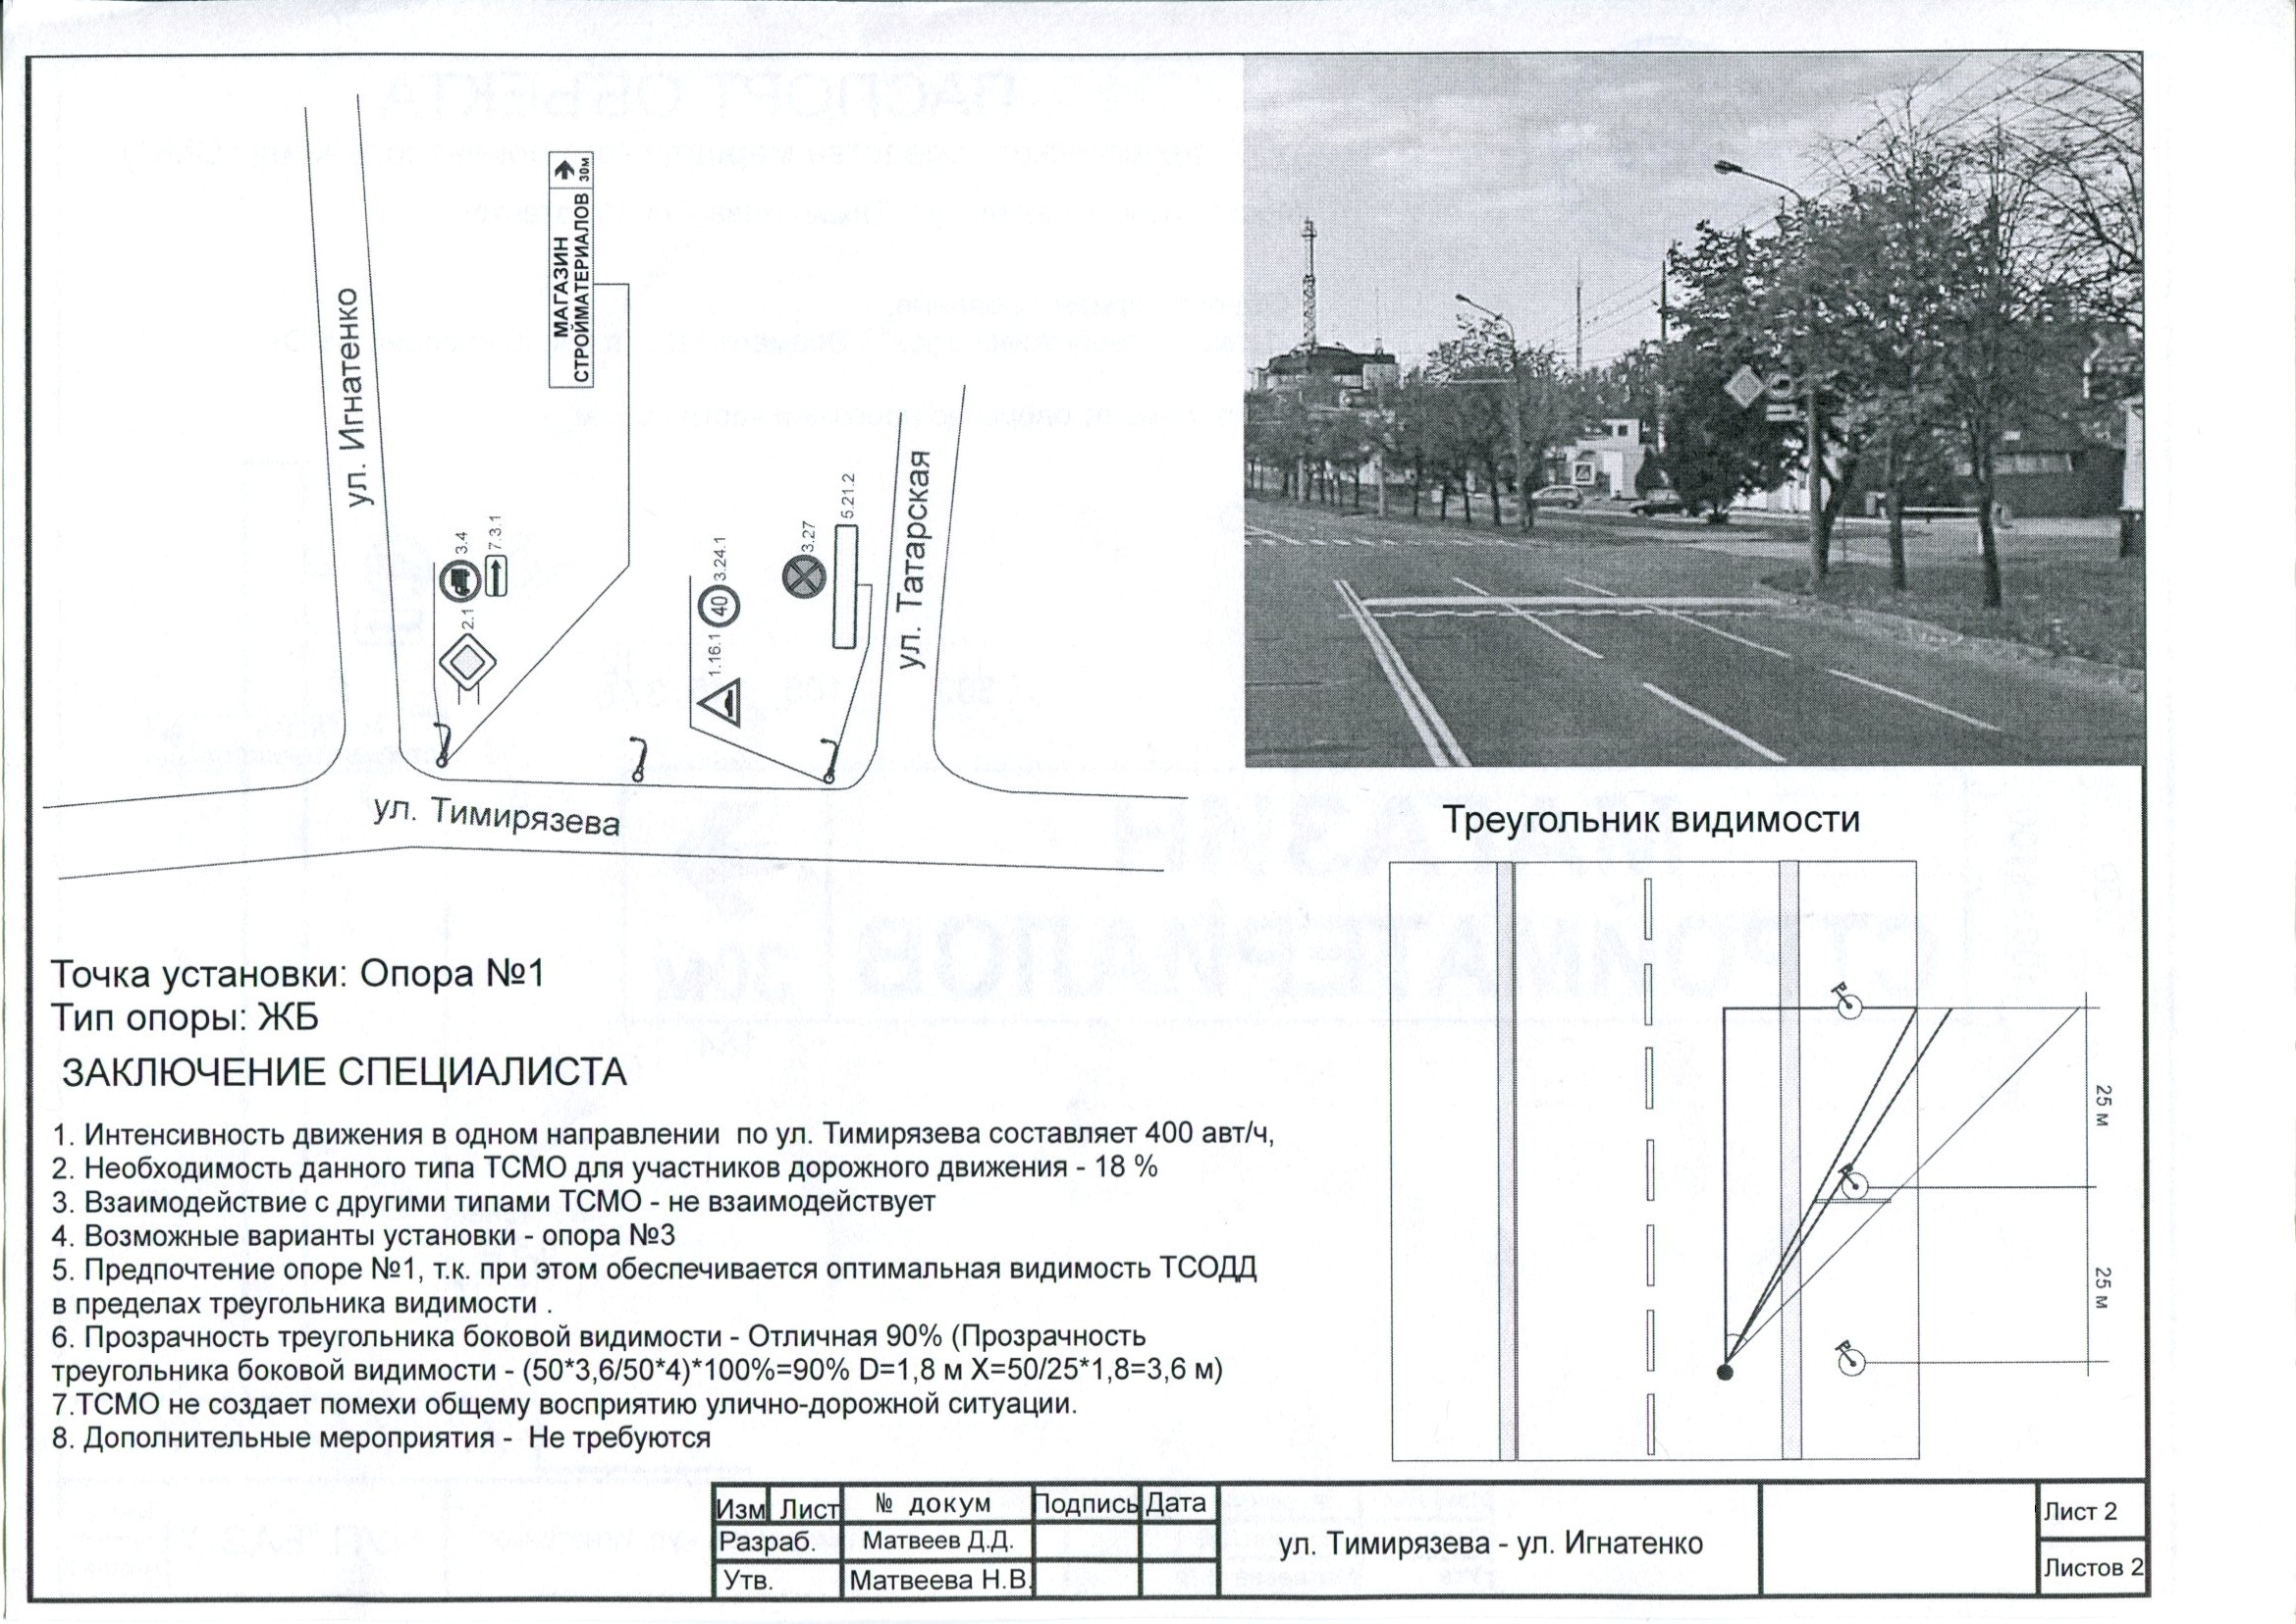 ул. Игнатенко
МАГАЗИН
СТРОЙМАТЕРИАЛОВ
30м
3.4
7.3.1
2.1
1.16.1
40
3.24.1
3.27
5.21.2
ул. Татарская
ул. Тимирязева
Треугольник видимости
25 м
25 м
Точка установки: Опора №1
Тип опоры: ЖБ
ЗАКЛЮЧЕНИЕ СПЕЦИАЛИСТА
1. Интенсивность движения в одном направлении по ул. Тимирязева составляет 400 авт/ч,
2. Необходимость данного типа ТСМО для участников дорожного движения - 18 %
3. Взаимодействие с другими типами ТСМО - не взаимодействует
4. Возможные варианты установки - опора №3
5. Предпочтение опоре №1, т.к. при этом обеспечивается оптимальная видимость ТСОДД
в пределах треугольника видимости .
6. Прозрачность треугольника боковой видимости - Отличная 90% (Прозрачность
треугольника боковой видимости - (50*3,6/50*4)*100%=90% D=1,8 м X=50/25*1,8=3,6 м)
7.ТСМО не создает помехи общему восприятию улично-дорожной ситуации.
8. Дополнительные мероприятия - Не требуются
Изм Лист № докум Подпись Дата
Разраб. Матвеев Д.Д.
Утв. Матвеева Н.В.
ул. Тимирязева - ул. Игнатенко
Лист 2
Листов 2